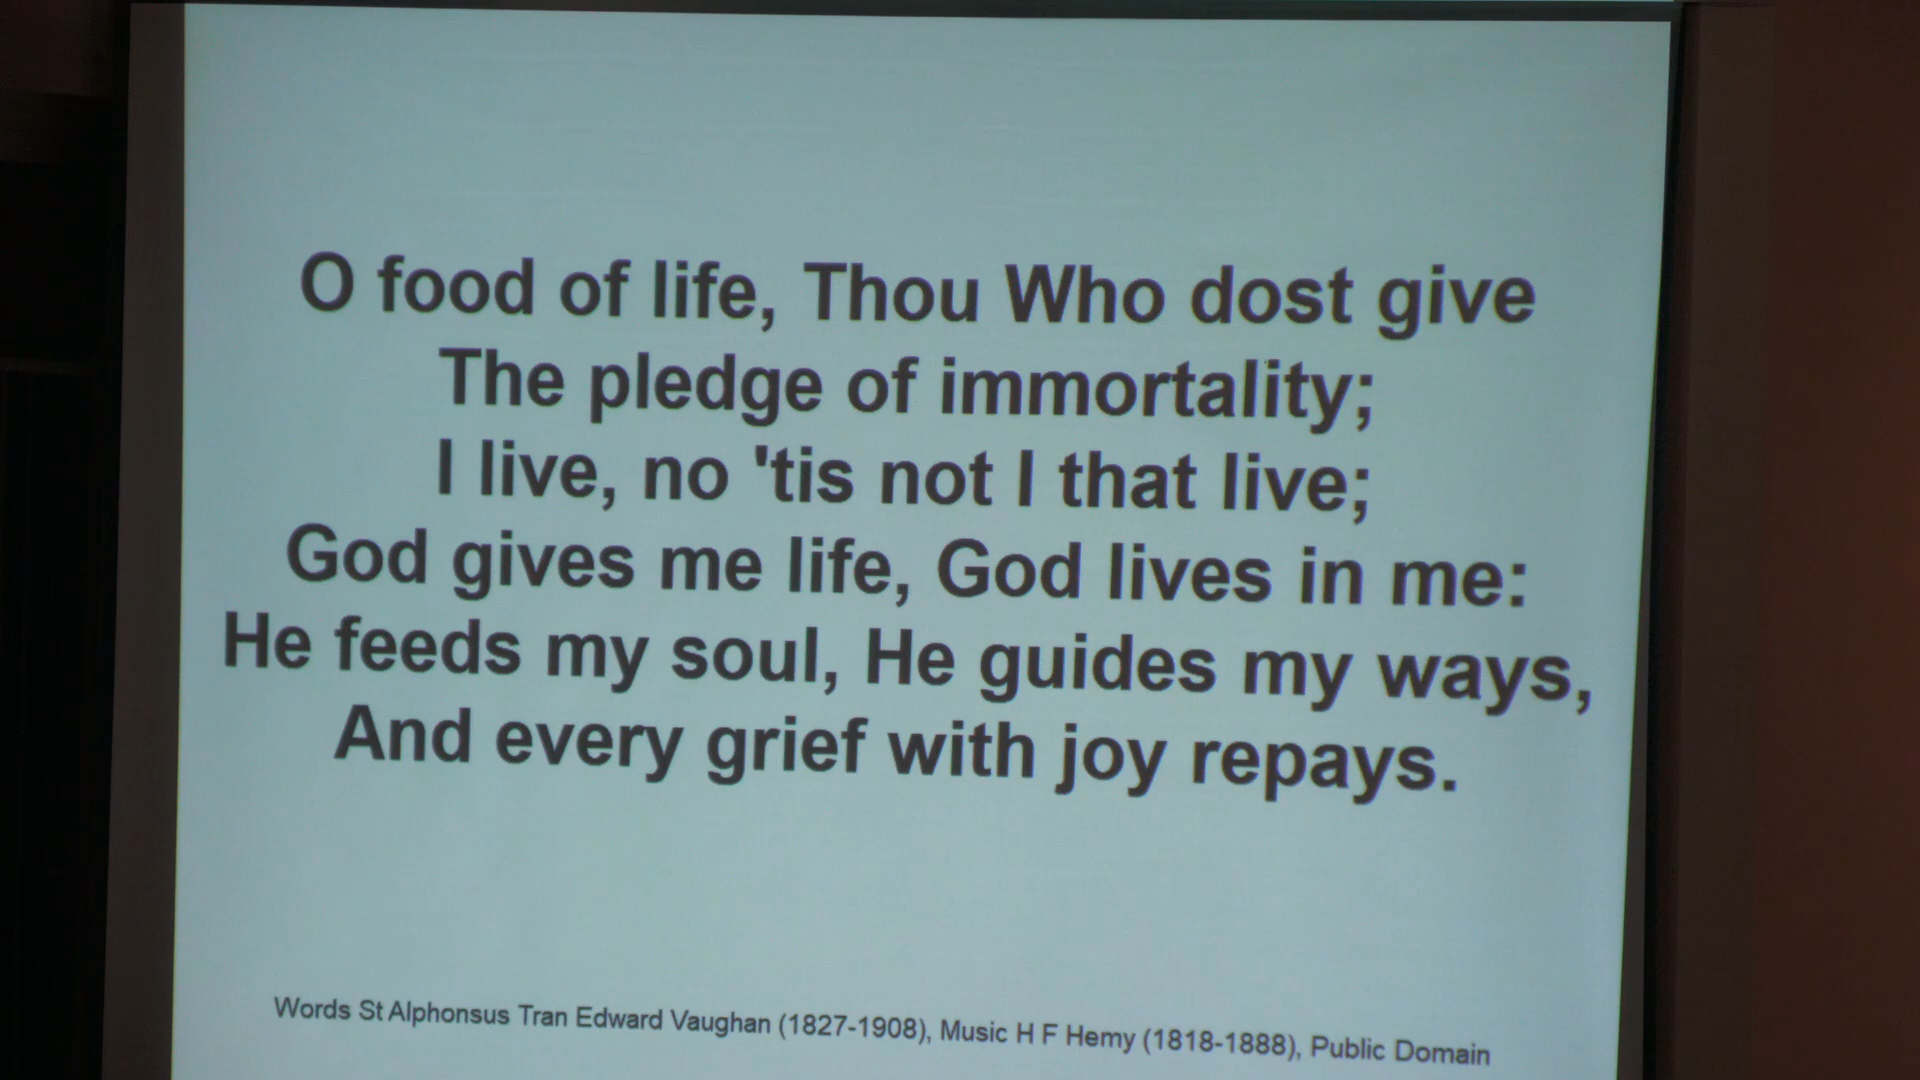 O food of life, Thou Who dost give
The pledge of immortality;
I live, no 'tis not I that live;
God gives me life, God lives in me:
He feeds my soul, He guides my ways,
And every grief with joy repays.
Words St Alphonsus Tran Edward Vaughan (1827-1908), Music H F Hemy (1818-1888), Public Domain